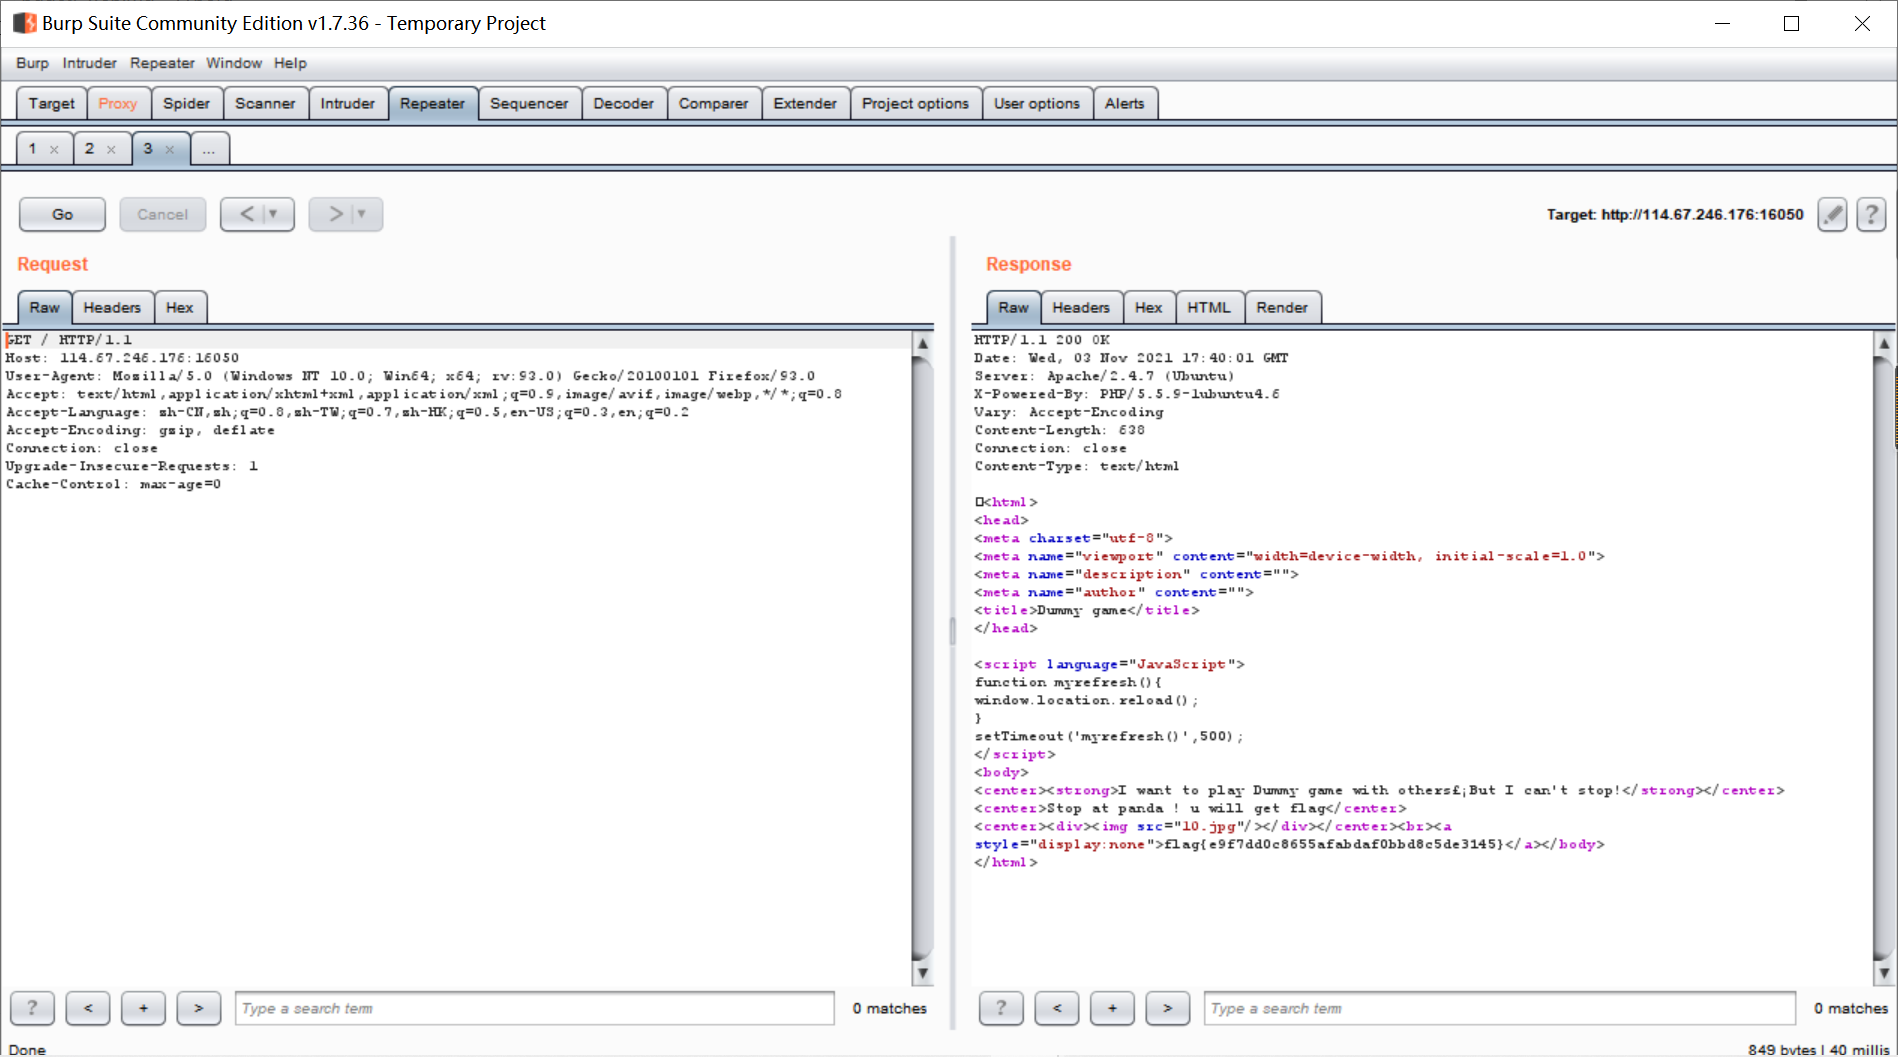 Burp Suite Community Edition v1.7.36 - Temporary Project
Burp Intruder Repeater Window Help
Target Proxy Spider Scanner Intruder Repeater Sequencer Decoder Comparer Extender Project options User options Alerts
1 × 2 × 3 × ...
Go Cancel < > Target: http://114.67.246.176:16050 ?
Request
Raw Headers Hex
GET / HTTP/1.1
Host: 114.67.246.176:16050
User-Agent: Mozilla/5.0 (Windows NT 10.0; Win64; x64; rv:93.0) Gecko/20100101 Firefox/93.0
Accept: text/html,application/xhtml+xml,application/xml;q=0.9,image/avif,image/webp,*/*;q=0.8
Accept-Language: zh-CN,zh;q=0.8,zh-TW;q=0.7,zh-HK;q=0.5,en-US;q=0.3,en;q=0.2
Accept-Encoding: gzip, deflate
Connection: close
Upgrade-Insecure-Requests: 1
Cache-Control: max-age=0
? < + > Type a search term 0 matches
Response
Raw Headers Hex HTML Render
HTTP/1.1 200 OK
Date: Wed, 03 Nov 2021 17:40:01 GMT
Server: Apache/2.4.7 (Ubuntu)
X-Powered-By: PHP/5.5.9-1ubuntu4.6
Vary: Accept-Encoding
Content-Length: 638
Connection: close
Content-Type: text/html
<html>
<head>
<meta charset="utf-8">
<meta name="viewport" content="width=device-width, initial-scale=1.0">
<meta name="description" content="">
<meta name="author" content="">
<title>Dummy game</title>
</head>
<script language="JavaScript">
function myrefresh(){
window.location.reload();
}
setTimeout('myrefresh()',500);
</script>
<body>
<center><strong>I want to play Dummy game with others£¡But I can't stop!</strong></center>
<center>Stop at panda ! u will get flag</center>
<center><div><img src="10.jpg"/></div></center><br><a
style="display:none">flag{e9f7dd0c8655afabdaf0bbd8c5de3145}</a></body>
</html>
? < + > Type a search term 0 matches
Done 849 bytes | 40 millis